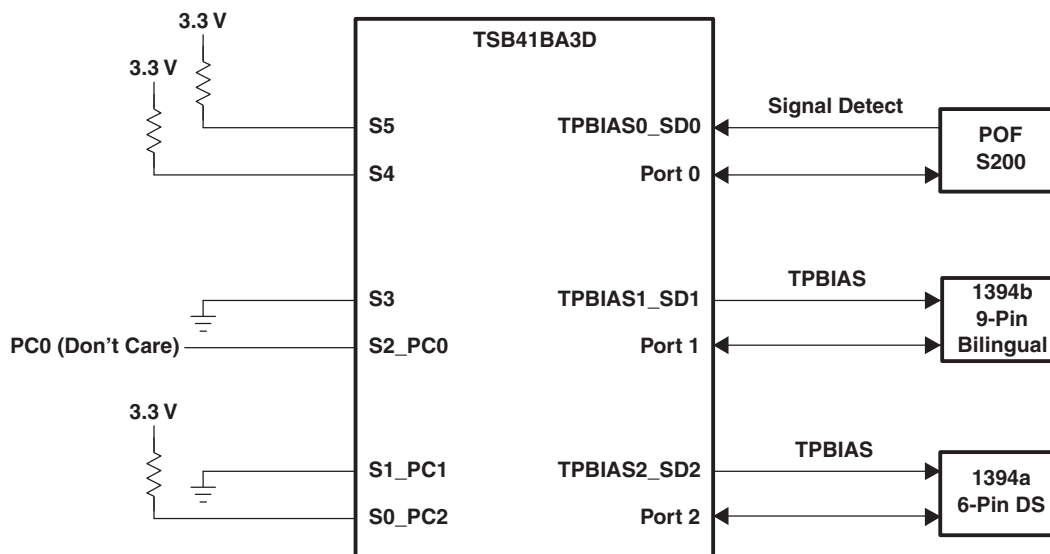 3.3 V
TSB41BA3D
3.3 V
S5
TPBIAS0_SD0
Signal Detect
POF
S200
S4
Port 0
S3
TPBIAS1_SD1
TPBIAS
1394b
9-Pin
Bilingual
PC0 (Don't Care)
S2_PC0
Port 1
3.3 V
S1_PC1
TPBIAS2_SD2
TPBIAS
1394a
6-Pin DS
S0_PC2
Port 2